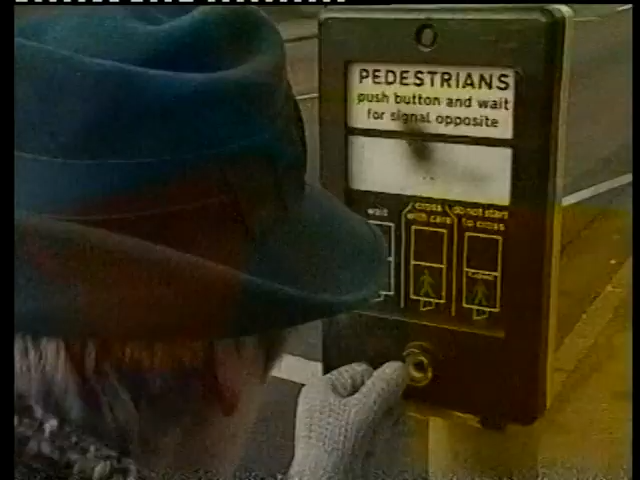 PEDESTRIANS
push button and wait
for signal opposite
wait
cross
with care
do not start
to cross